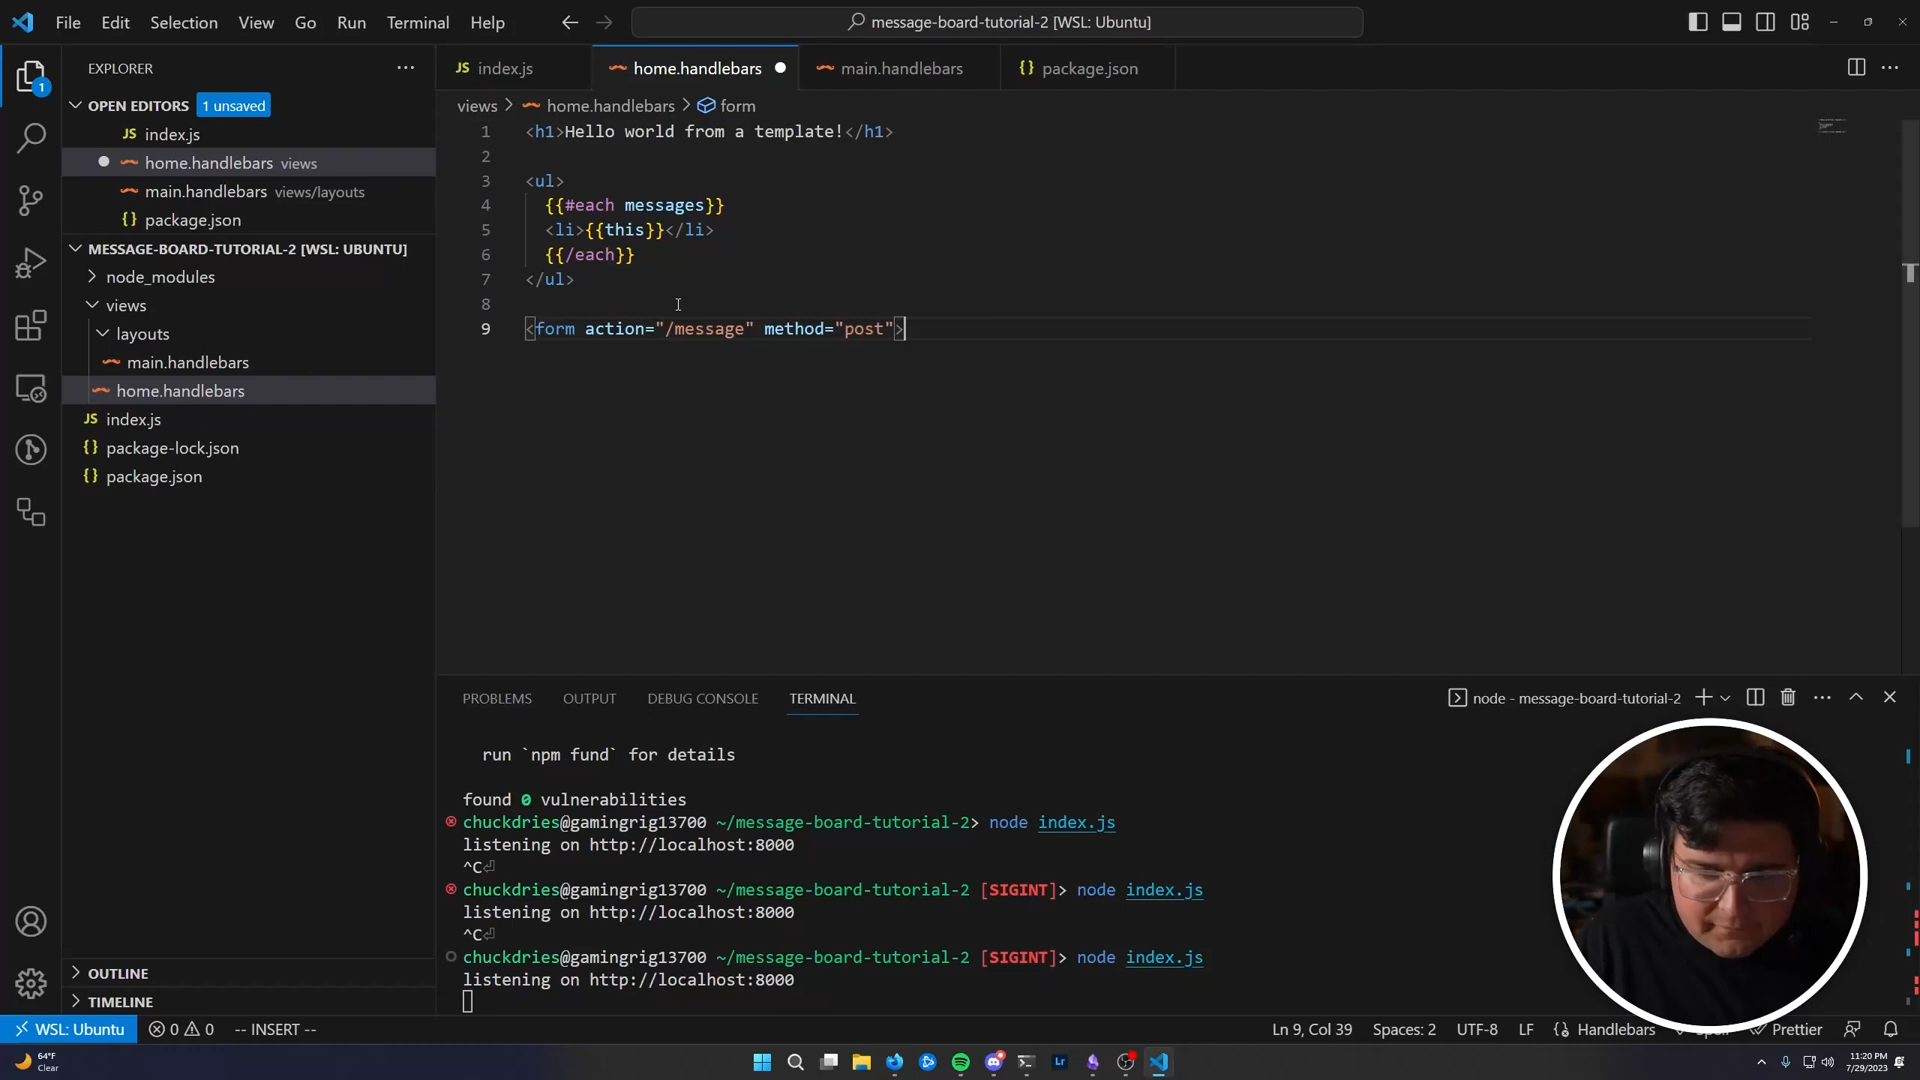 File Edit Selection View Go Run Terminal Help
message-board-tutorial-2 [WSL: Ubuntu]
EXPLORER
1
OPEN EDITORS 1 unsaved
JS index.js
home.handlebars views
main.handlebars views/layouts
{} package.json
MESSAGE-BOARD-TUTORIAL-2 [WSL: UBUNTU]
node_modules
views
layouts
main.handlebars
home.handlebars
JS index.js
{} package-lock.json
{} package.json
OUTLINE
TIMELINE
JS index.js home.handlebars main.handlebars {} package.json
views > home.handlebars > form
1 <h1>Hello world from a template!</h1>
2
3 <ul>
4 {{#each messages}}
5 <li>{{this}}</li>
6 {{/each}}
7 </ul>
8
9 <form action="/message" method="post">
PROBLEMS OUTPUT DEBUG CONSOLE TERMINAL
node - message-board-tutorial-2
run `npm fund` for details
found 0 vulnerabilities
chuckdries@gamingrig13700 ~/message-board-tutorial-2> node index.js
listening on http://localhost:8000
^C⏎
chuckdries@gamingrig13700 ~/message-board-tutorial-2 [SIGINT]> node index.js
listening on http://localhost:8000
^C⏎
chuckdries@gamingrig13700 ~/message-board-tutorial-2 [SIGINT]> node index.js
listening on http://localhost:8000
WSL: Ubuntu 0 0 -- INSERT -- Ln 9, Col 39 Spaces: 2 UTF-8 LF Handlebars Spell Prettier
64°F
Clear
Lr
11:20 PM
7/29/2023